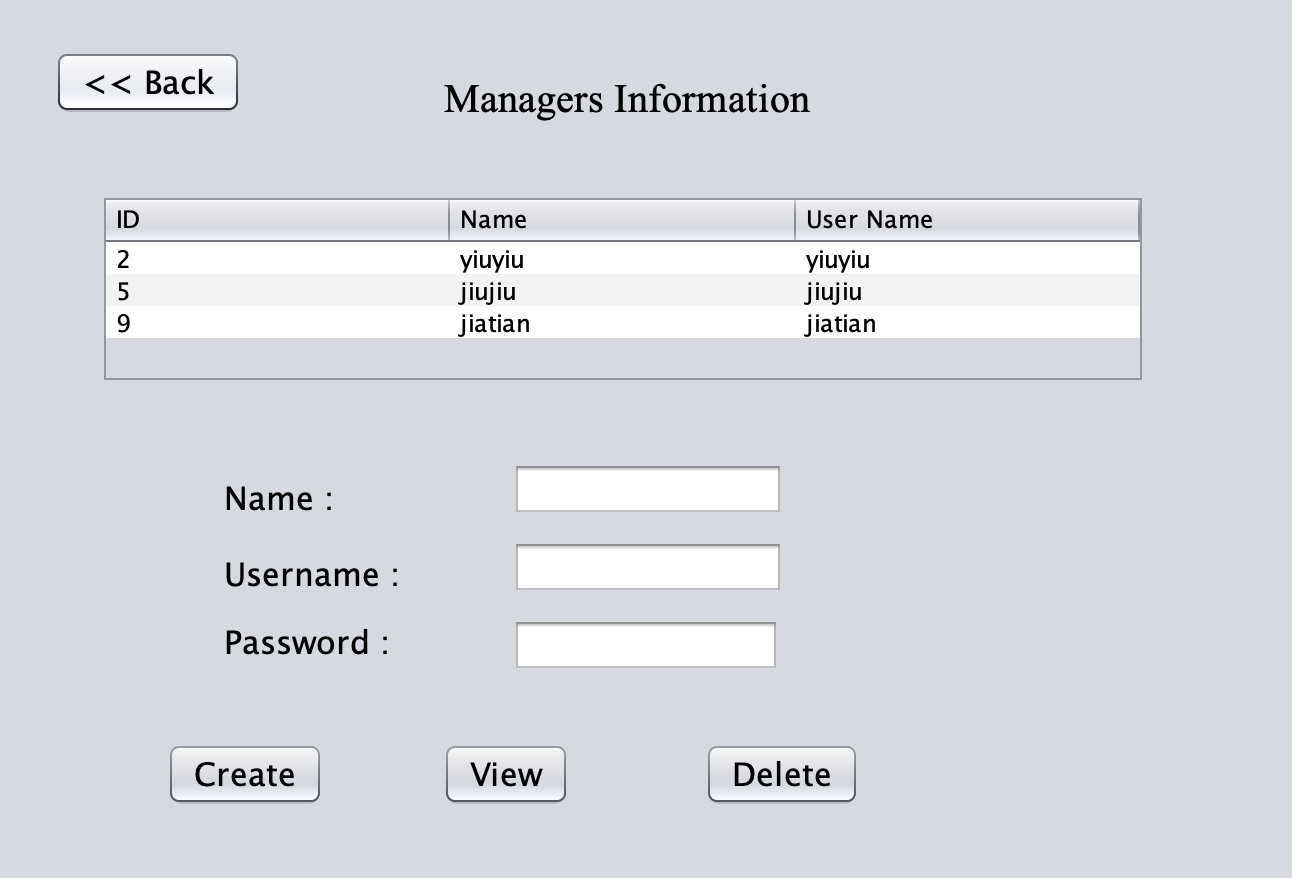 << Back
Managers Information
ID Name User Name
2 yiuyiu yiuyiu
5 jiujiu jiujiu
9 jiatian jiatian
Name :
Username :
Password :
Create View Delete